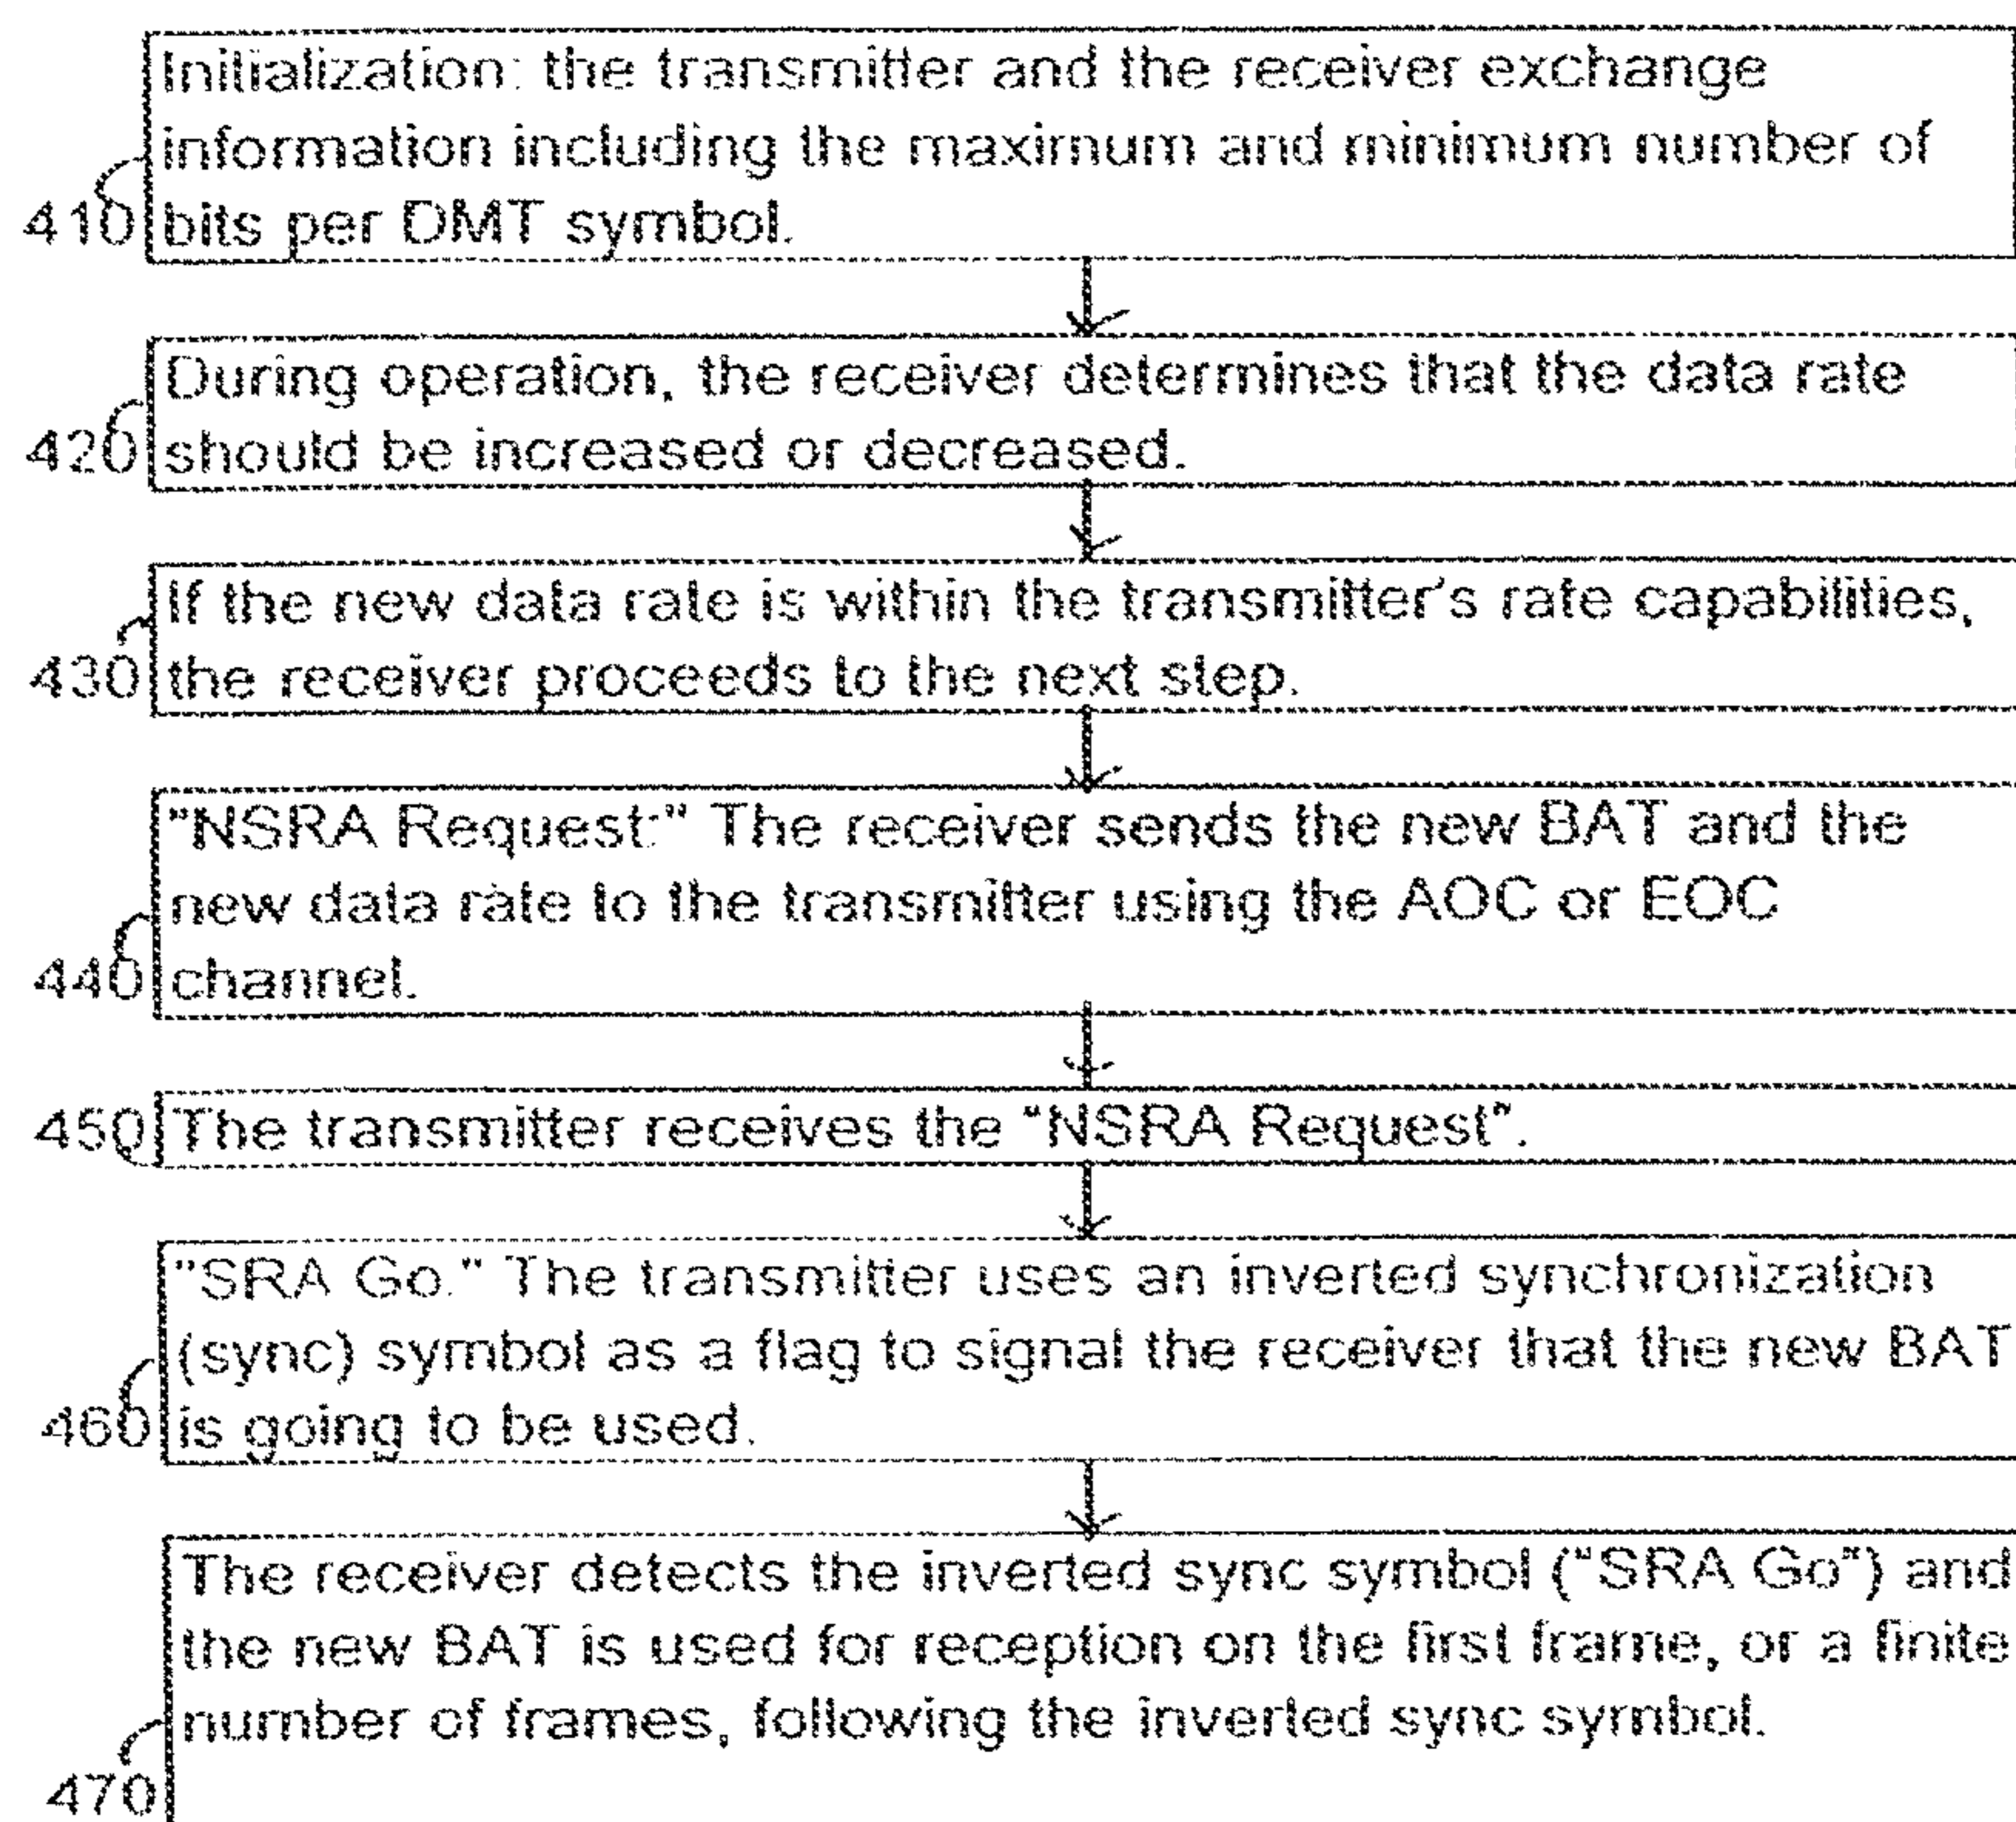 Initialization: the transmitter and the receiver exchange
information including the maximum and minimum number of
410 bits per DMT symbol.
During operation, the receiver determines that the data rate
420 should be increased or decreased.
If the new data rate is within the transmitter's rate capabilities,
430 the receiver proceeds to the next step.
"NSRA Request:" The receiver sends the new BAT and the
new data rate to the transmitter using the AOC or EOC
440 channel.
450 The transmitter receives the "NSRA Request".
"SRA Go." The transmitter uses an inverted synchronization
(sync) symbol as a flag to signal the receiver that the new BAT
460 is going to be used.
The receiver detects the inverted sync symbol ("SRA Go") and
the new BAT is used for reception on the first frame, or a finite
number of frames, following the inverted sync symbol.
470